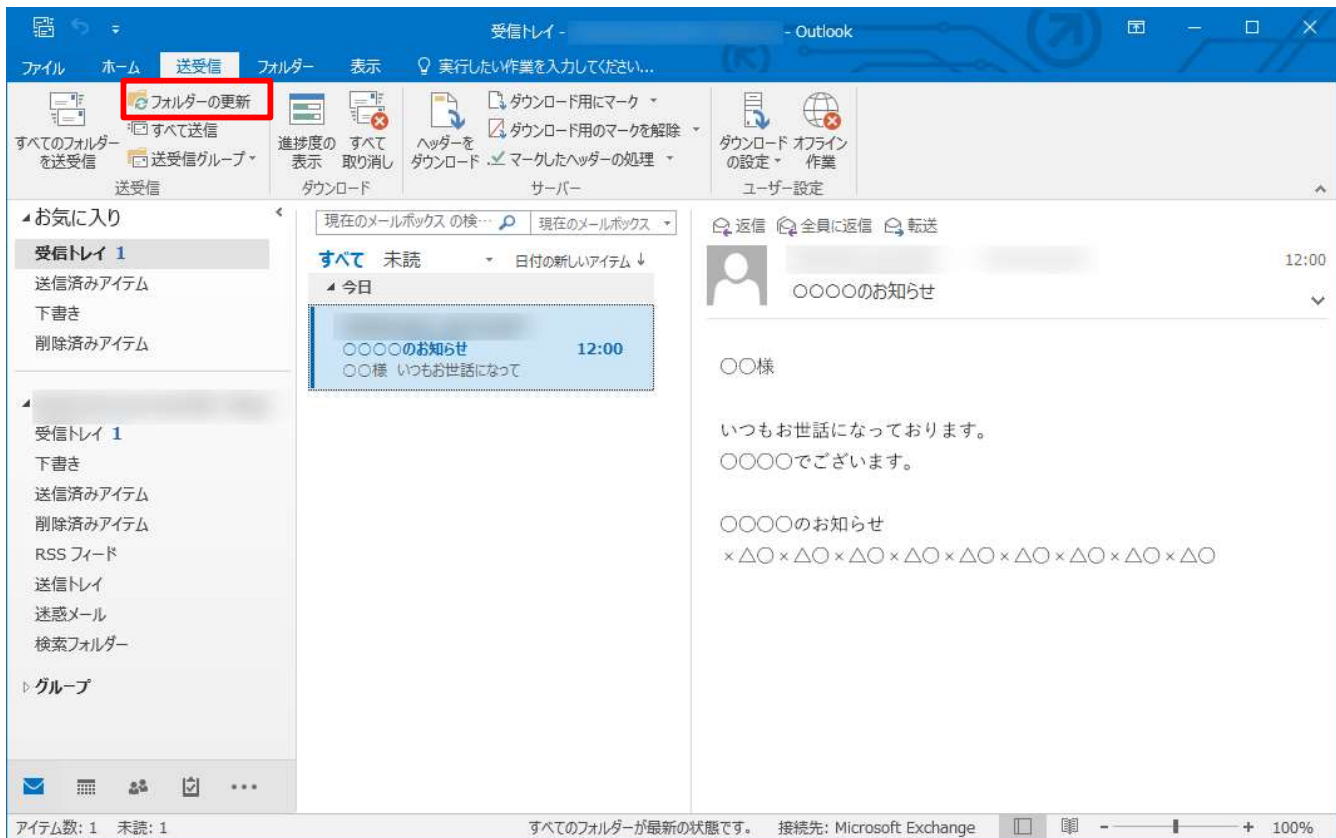 受信トレイ - - Outlook
ファイル ホーム 送受信 フォルダー 表示 実行したい作業を入力してください...
すべてのフォルダー
を送受信
フォルダーの更新
すべて送信
送受信グループ
送受信
進捗度の
表示
すべて
取り消し
ダウンロード
ヘッダーを
ダウンロード
ダウンロード用にマーク
ダウンロード用のマークを解除
マークしたヘッダーの処理
サーバー
ダウンロード
の設定
オフライン
作業
ユーザー設定
お気に入り
受信トレイ 1
送信済みアイテム
下書き
削除済みアイテム
受信トレイ 1
下書き
送信済みアイテム
削除済みアイテム
RSS フィード
送信トレイ
迷惑メール
検索フォルダー
グループ
現在のメールボックス の検… 現在のメールボックス
すべて 未読 日付の新しいアイテム ↓
今日
○○○○のお知らせ 12:00
○○様 いつもお世話になって
返信 全員に返信 転送
12:00
○○○○のお知らせ
○○様
いつもお世話になっております。
○○○○でございます。
○○○○のお知らせ
×△○×△○×△○×△○×△○×△○×△○×△○×△○
アイテム数: 1 未読: 1 すべてのフォルダーが最新の状態です。 接続先: Microsoft Exchange - + 100%